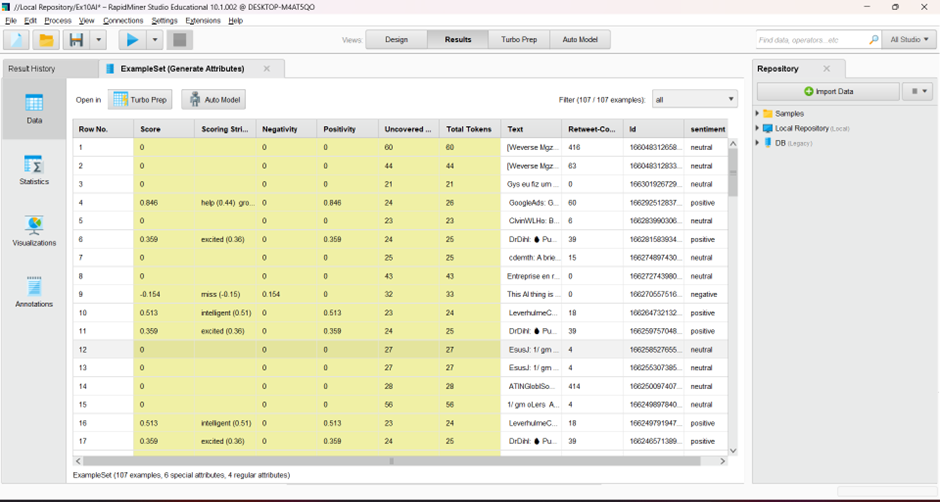 //Local Repository/Ex10AI* – RapidMiner Studio Educational 10.1.002 @ DESKTOP-M4AT5QO
File Edit Process View Connections Settings Extensions Help
Views: Design Results Turbo Prep Auto Model Find data, operators...etc All Studio
Result History ExampleSet (Generate Attributes) Repository
Open in Turbo Prep Auto Model Filter (107 / 107 examples): all Import Data
Data
Statistics
Visualizations
Annotations
Row No. Score Scoring Stri... Negativity Positivity Uncovered ... Total Tokens Text Retweet-Co... Id sentiment
1 0 0 0 60 60 [Weverse Mgz... 416 166048312658... neutral
2 0 0 0 44 44 [Weverse Mgz... 63 166048312833... neutral
3 0 0 0 21 21 Gys eu fiz um ... 0 166301926729... neutral
4 0.846 help (0.44) gro... 0 0.846 24 26 GoogleAds: G... 60 166292512837... positive
5 0 0 0 23 23 ClvinWLHo: B... 6 166283990306... neutral
6 0.359 excited (0.36) 0 0.359 24 25 DrDihl: Pu... 39 166281583934... positive
7 0 0 0 25 25 cdemth: A brie... 15 166274897430... neutral
8 0 0 0 43 43 Entreprise en r... 0 166272743980... neutral
9 -0.154 miss (-0.15) 0.154 0 32 33 This AI thing is ... 0 166270557516... negative
10 0.513 intelligent (0.51) 0 0.513 23 24 LeverhulmeC... 18 166264732132... positive
11 0.359 excited (0.36) 0 0.359 24 25 DrDihl: Pu... 39 166259757048... positive
12 0 0 0 27 27 EsusJ: 1/ gm ... 4 166258527655... neutral
13 0 0 0 27 27 EsusJ: 1/ gm ... 4 166255307385... neutral
14 0 0 0 28 28 ATINGloblSo... 414 166250097407... neutral
15 0 0 0 56 56 1/ gm oLers A... 4 166249897840... neutral
16 0.513 intelligent (0.51) 0 0.513 23 24 LeverhulmeC... 18 166249791947... positive
17 0.359 excited (0.36) 0 0.359 24 25 DrDihl: Pu... 39 166246571389... positive
ExampleSet (107 examples, 6 special attributes, 4 regular attributes)
Samples
Local Repository (Local)
DB (Legacy)